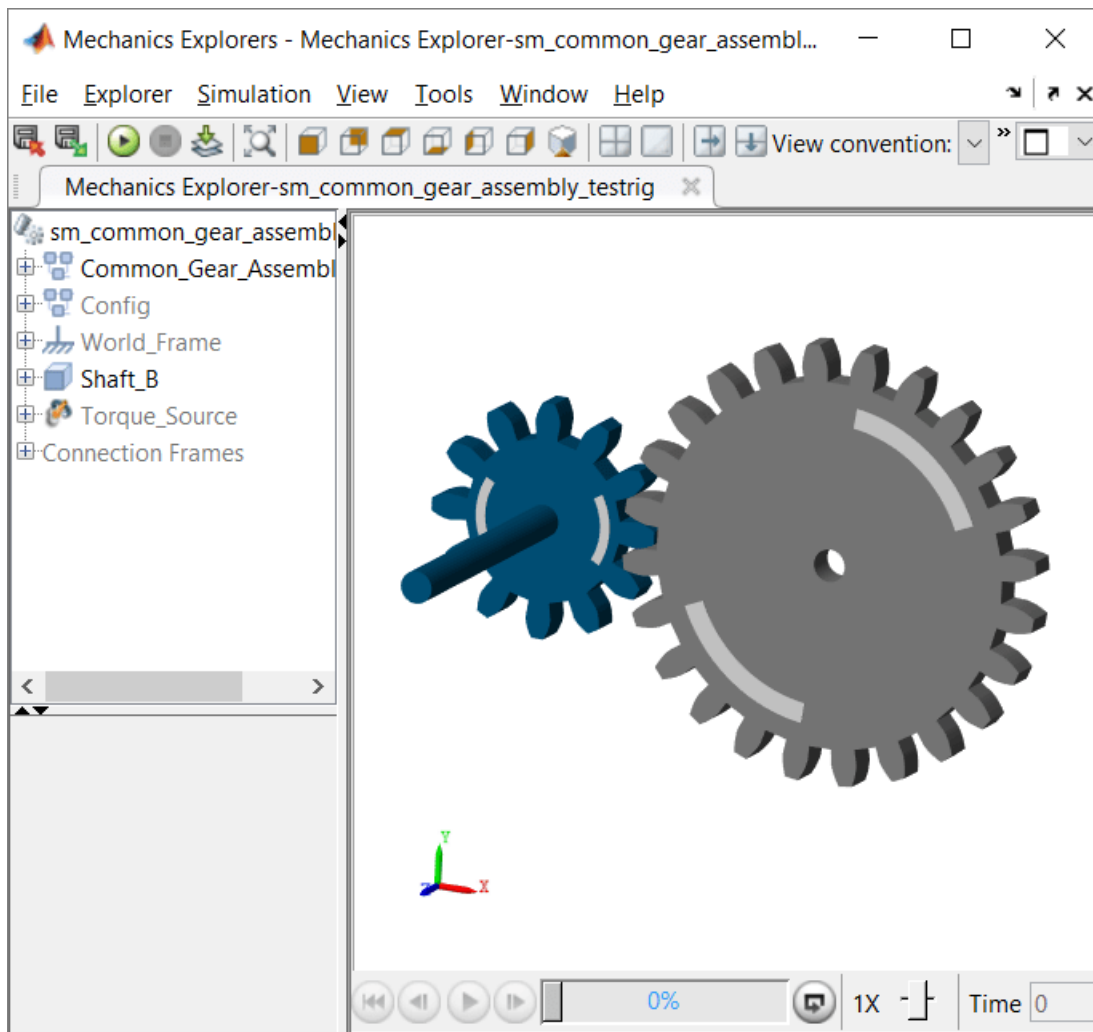 Mechanics Explorers - Mechanics Explorer-sm_common_gear_assembl...
File Explorer Simulation View Tools Window Help
View convention: »
Mechanics Explorer-sm_common_gear_assembly_testrig
sm_common_gear_assembl
Common_Gear_Assembl
Config
World_Frame
Shaft_B
Torque_Source
Connection Frames
Y
Z X
0% 1X Time 0